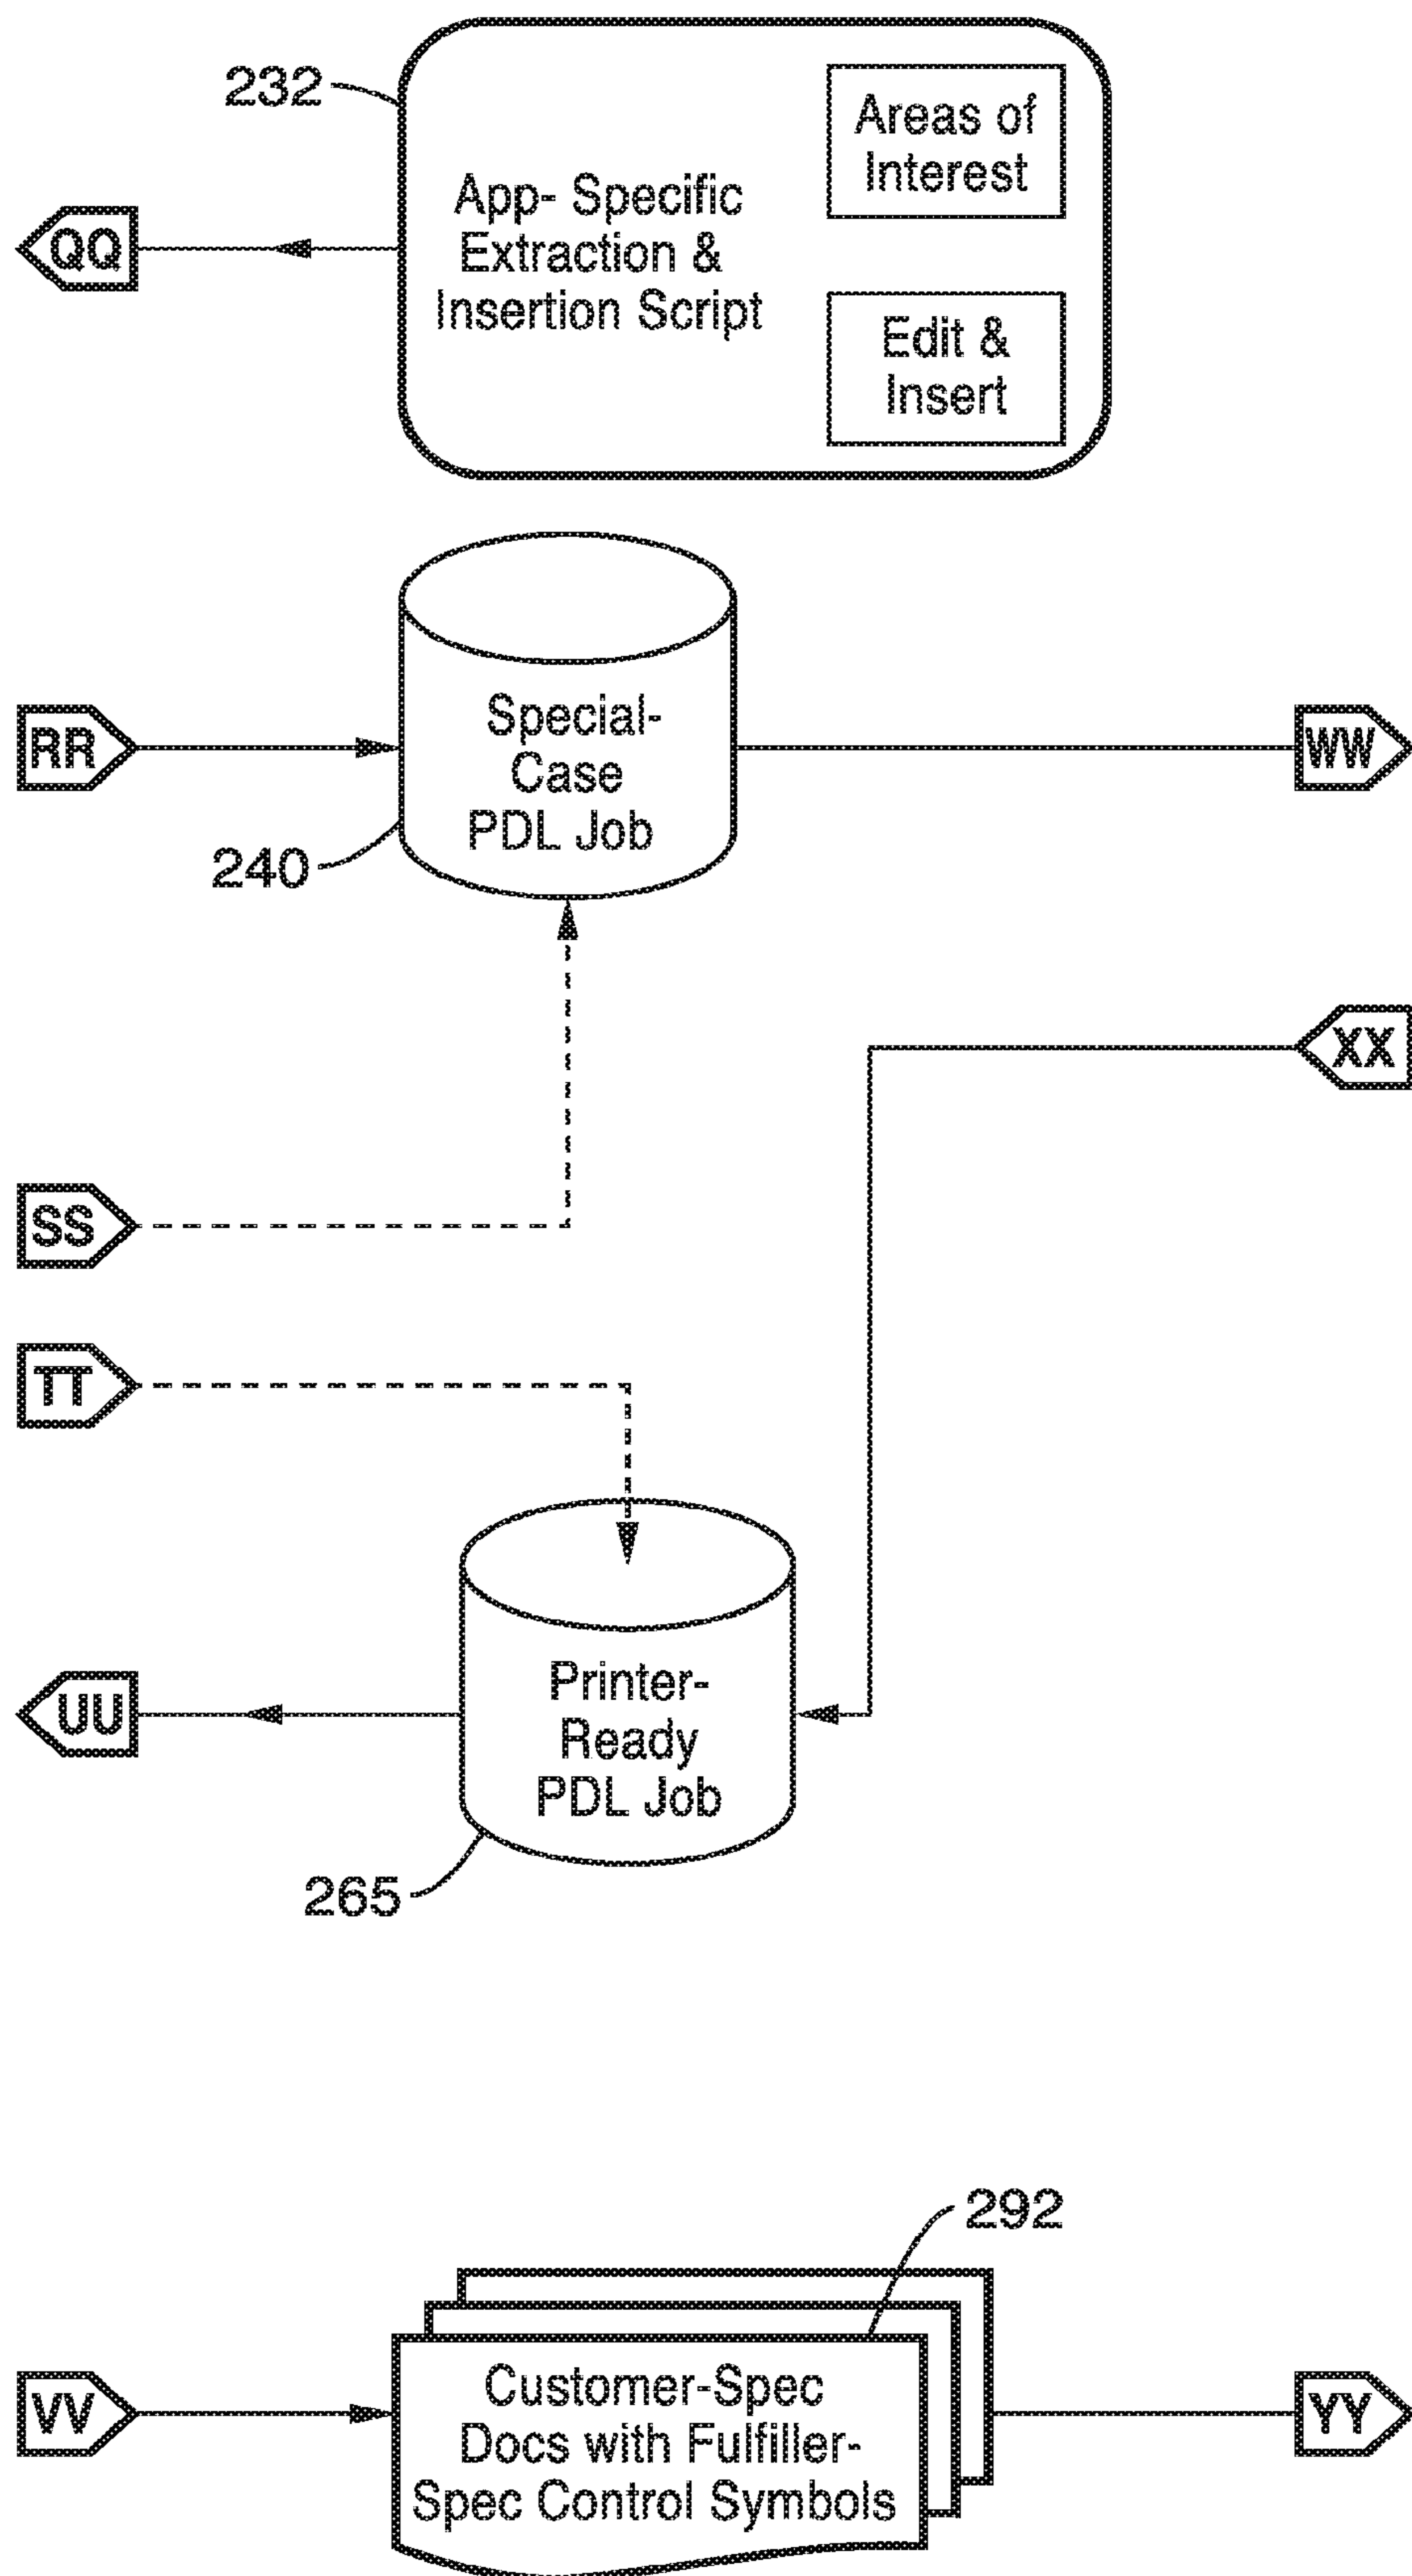 232
Areas of
Interest
App- Specific
Extraction &
Insertion Script
QQ
Edit &
Insert
RR
Special-
Case
PDL Job
WW
240
XX
SS
TT
UU
Printer-
Ready
PDL Job
265
292
VV
Customer-Spec
Docs with Fulfiller-
Spec Control Symbols
YY